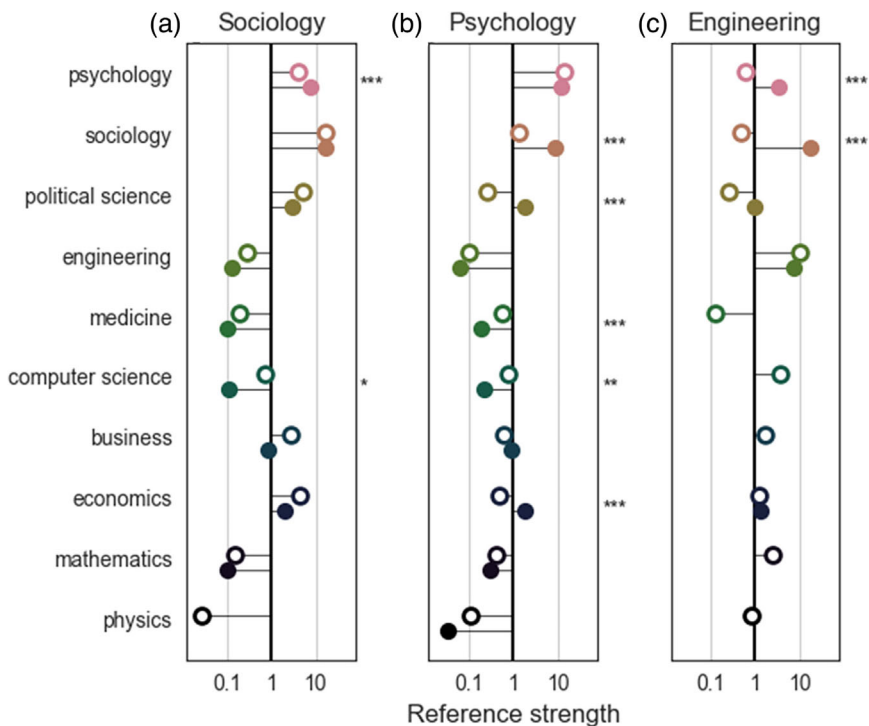 (a) Sociology (b) Psychology (c) Engineering
psychology *** ***
sociology *** ***
political science ***
engineering
medicine ***
computer science * **
business
economics ***
mathematics
physics
0.1 1 10 0.1 1 10 0.1 1 10
Reference strength